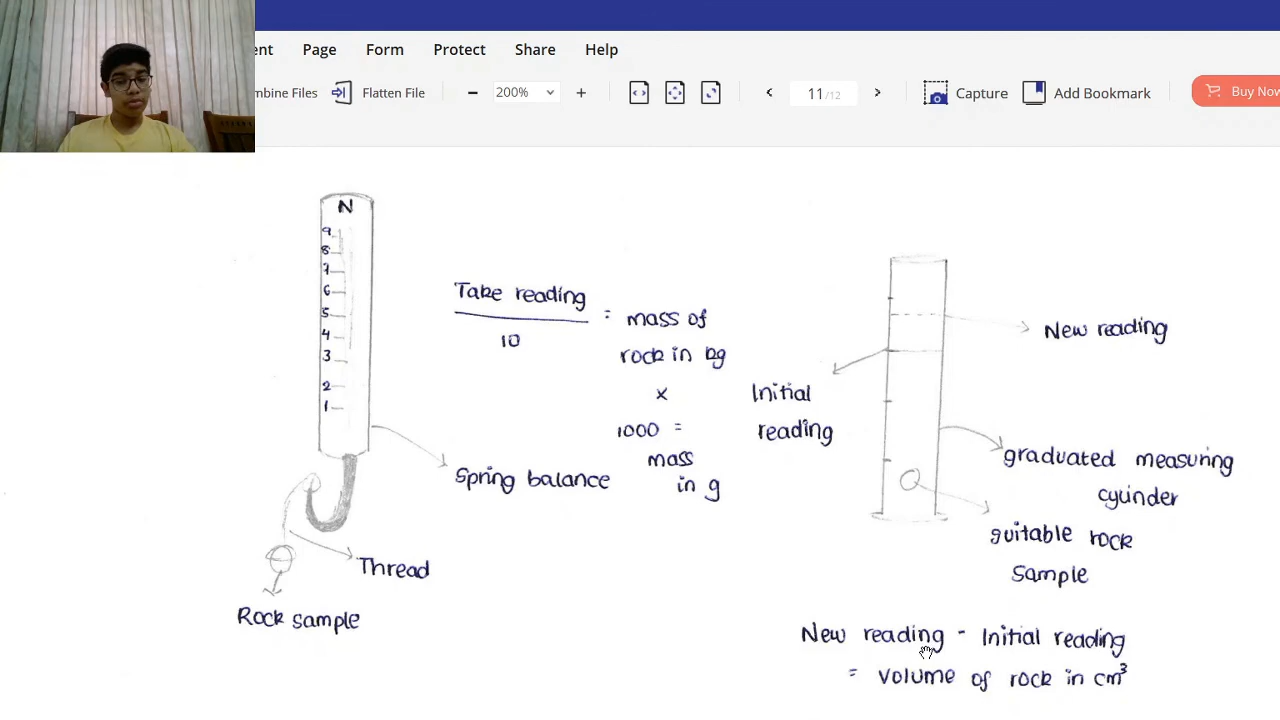 ent Page Form Protect Share Help
mbine Files Flatten File 200% 11/12 Capture Add Bookmark Buy Now
N
9
8
7
6
5
4
3
2
1
Take reading
10
= mass of
rock in kg
x
1000 =
mass
in g
Spring balance
Thread
Rock sample
Initial
reading
New reading
graduated measuring
cylinder
suitable rock
sample
New reading - Initial reading
= volume of rock in cm³